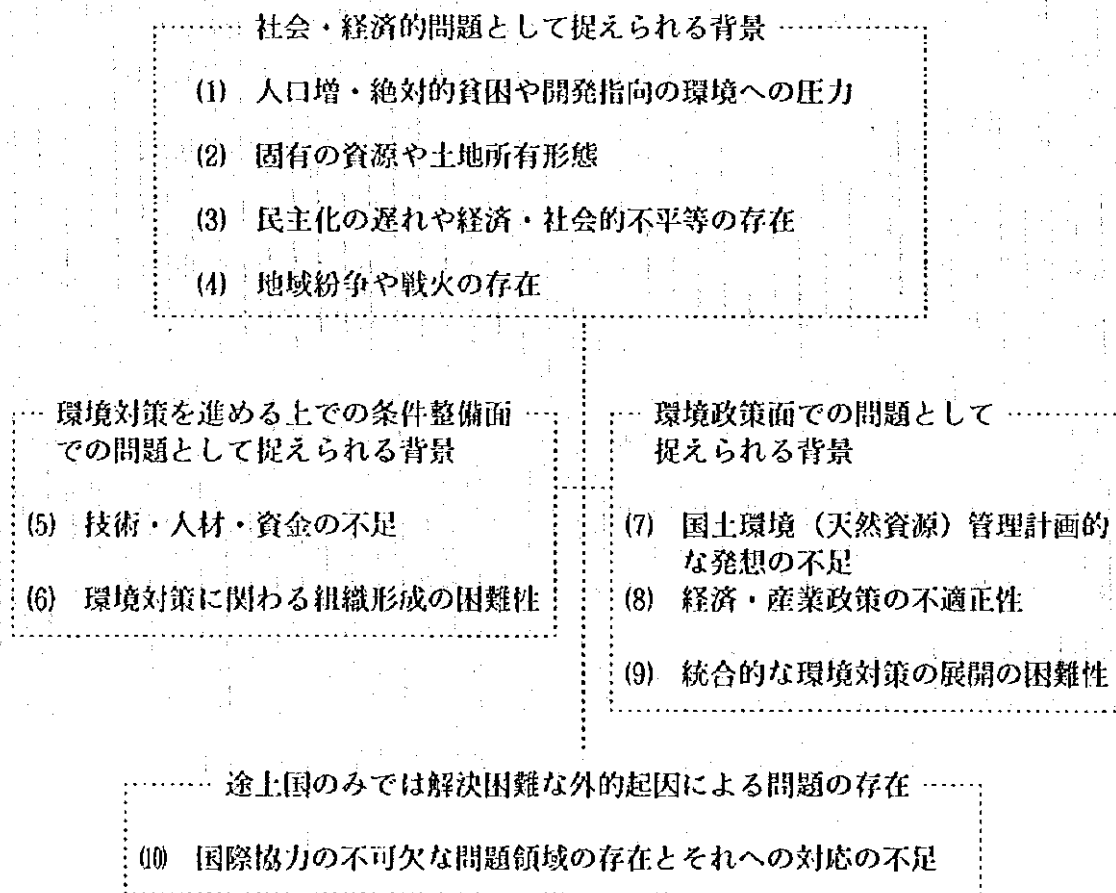 社会・経済的問題として捉えられる背景
(1) 人口増・絶対的貧困や開発指向の環境への圧力
(2) 固有の資源や土地所有形態
(3) 民主化の遅れや経済・社会的不平等の存在
(4) 地域紛争や戦火の存在
環境対策を進める上での条件整備面
での問題として捉えられる背景
(5) 技術・人材・資金の不足
(6) 環境対策に関わる組織形成の困難性
環境政策面での問題として
捉えられる背景
(7) 国土環境（天然資源）管理計画的
な発想の不足
(8) 経済・産業政策の不適正性
(9) 統合的な環境対策の展開の困難性
途上国のみでは解決困難な外的起因による問題の存在
(10) 国際協力の不可欠な問題領域の存在とそれへの対応の不足